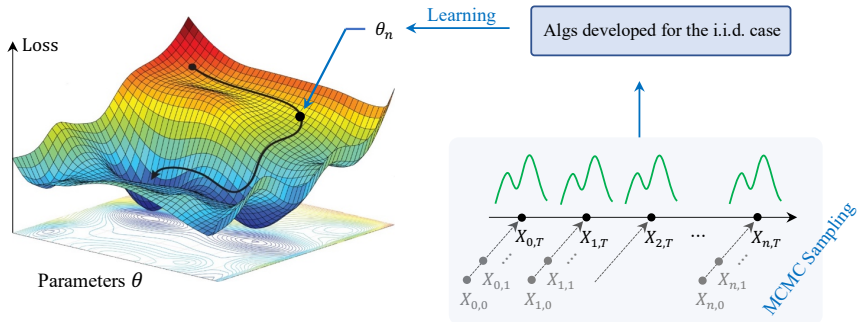 Loss
θₙ
Learning
Algs developed for the i.i.d. case
Parameters θ
X₀,T X₁,T X₂,T ... Xₙ,T
... ... ...
X₀,₁ X₁,₁ Xₙ,₁
X₀,₀ X₁,₀ Xₙ,₀
MCMC Sampling